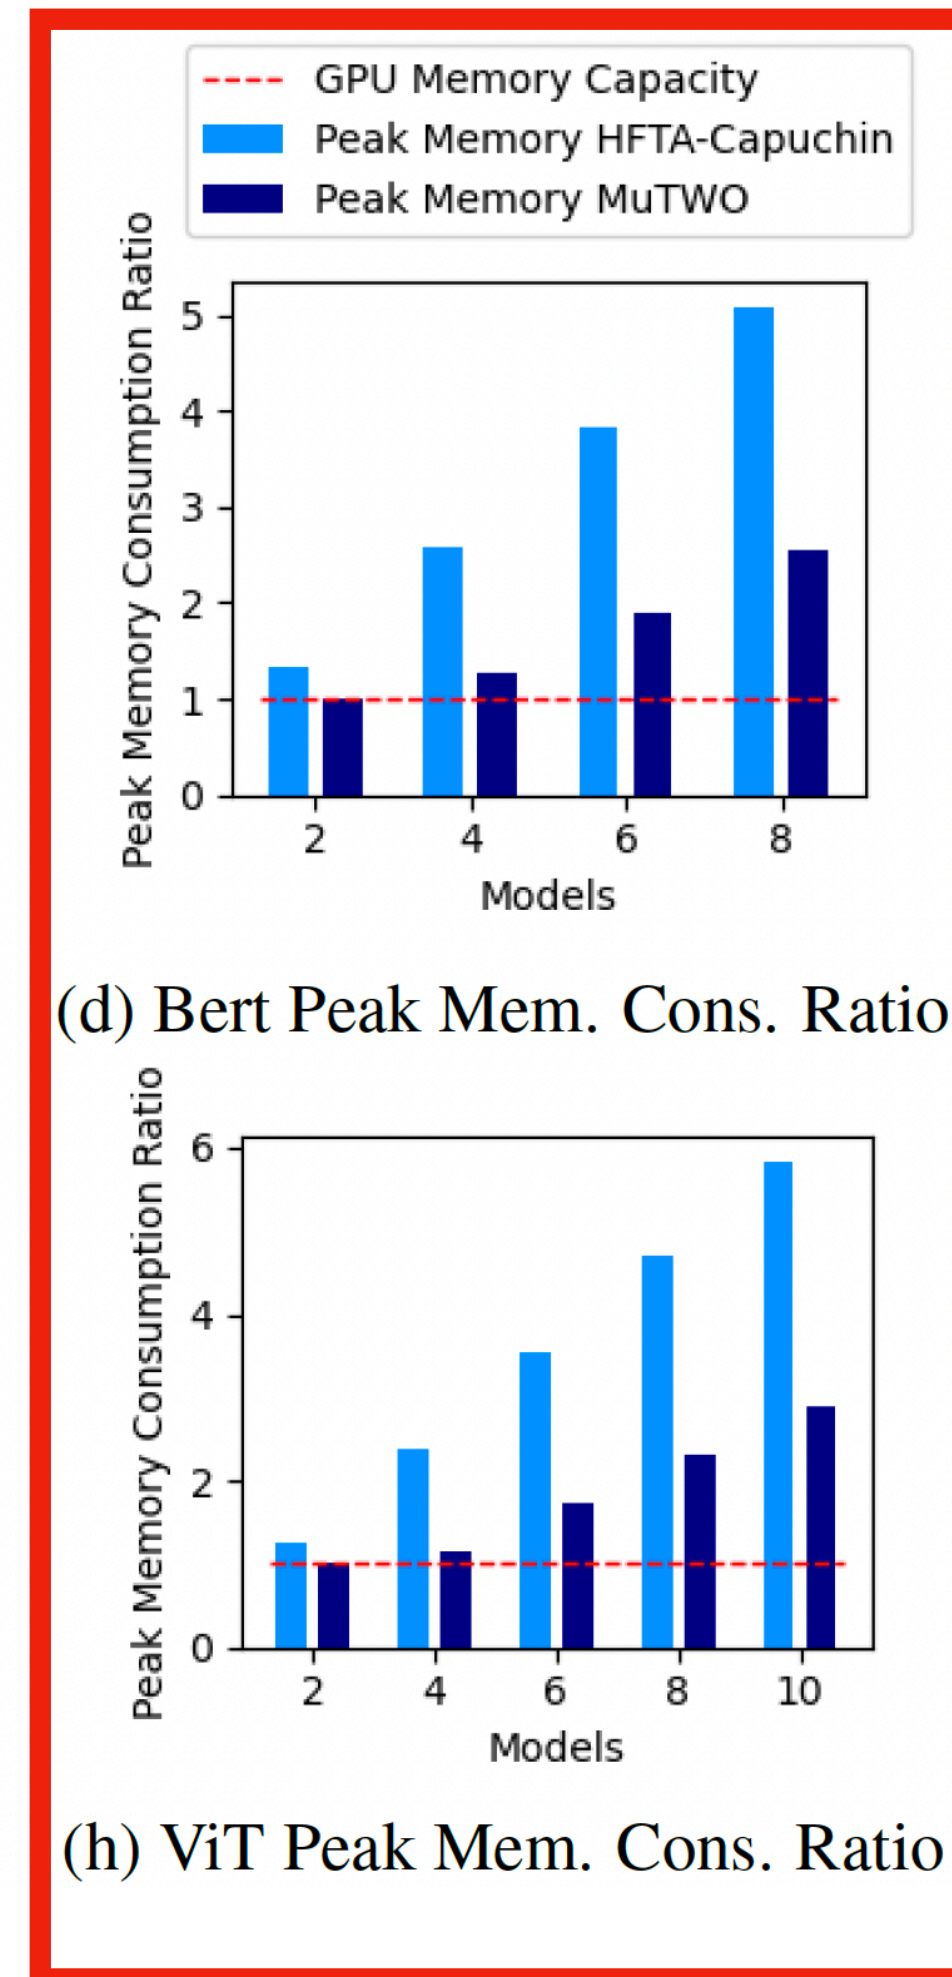 GPU Memory Capacity
Peak Memory HFTA-Capuchin
Peak Memory MuTWO
Peak Memory Consumption Ratio
5
4
3
2
1
0
2 4 6 8
Models
(d) Bert Peak Mem. Cons. Ratio
Peak Memory Consumption Ratio
6
4
2
0
2 4 6 8 10
Models
(h) ViT Peak Mem. Cons. Ratio